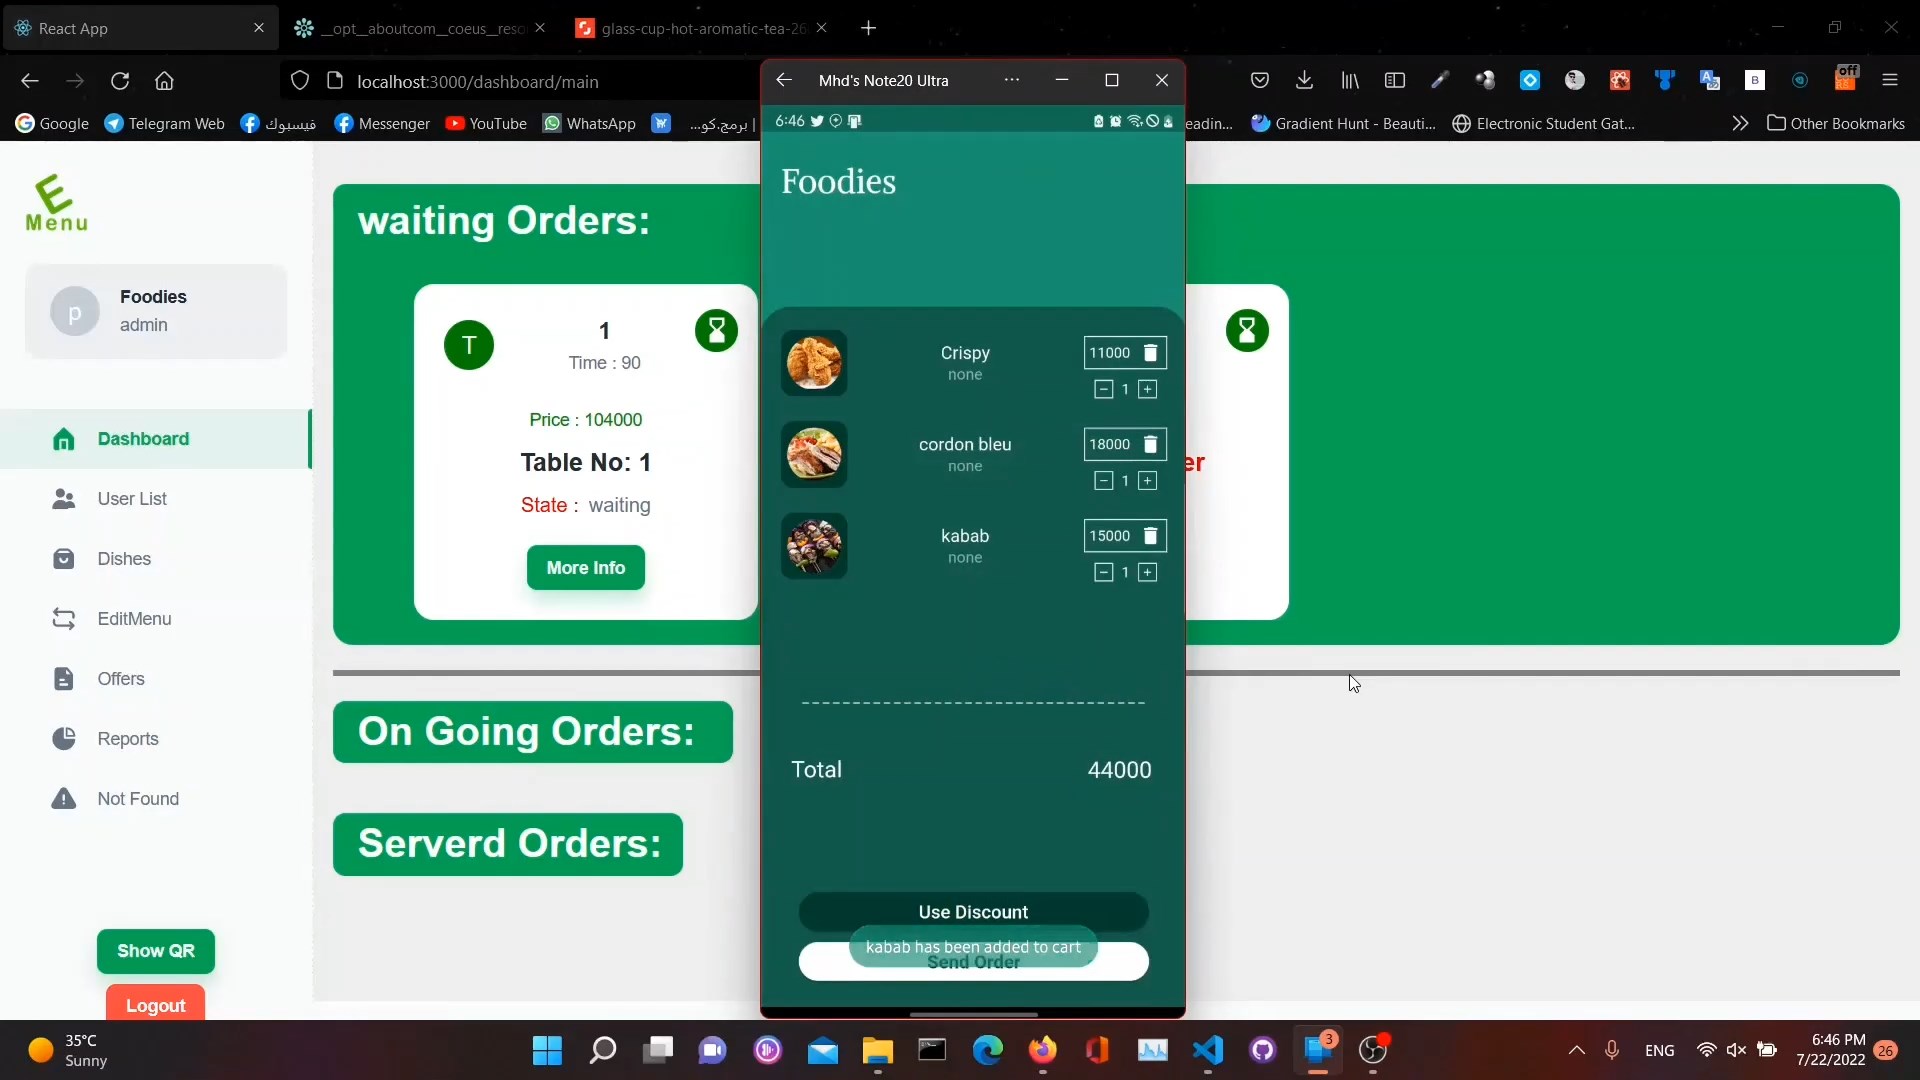 React App
__opt__aboutcom__coeus__reso
glass-cup-hot-aromatic-tea-26
localhost:3000/dashboard/main
off
Google
Telegram Web
فيسبوك
Messenger
YouTube
WhatsApp
برمج.كو...
eadin...
Gradient Hunt - Beauti...
Electronic Student Gat...
Other Bookmarks
Mhd's Note20 Ultra
6:46
E
Menu
p
Foodies
admin
Dashboard
User List
Dishes
EditMenu
Offers
Reports
Not Found
Show QR
Logout
waiting Orders:
T
1
Time : 90
Price : 104000
Table No: 1
State : waiting
More Info
er
On Going Orders:
Serverd Orders:
Foodies
Crispy
none
11000
− 1 +
cordon bleu
none
18000
− 1 +
kabab
none
15000
− 1 +
Total 44000
Use Discount
kabab has been added to cart
Send Order
35°C
Sunny
3
ENG
6:46 PM
7/22/2022
26